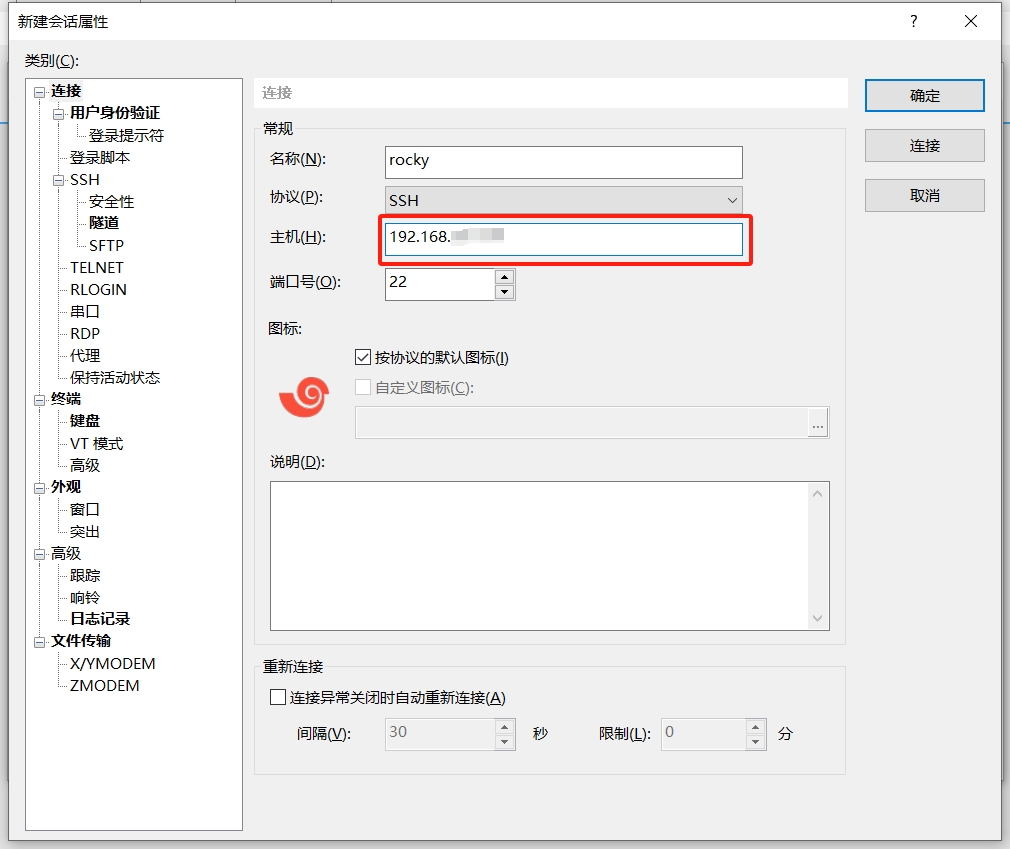 新建会话属性
?
类别(C):
连接
用户身份验证
登录提示符
登录脚本
SSH
安全性
隧道
SFTP
TELNET
RLOGIN
串口
RDP
代理
保持活动状态
终端
键盘
VT 模式
高级
外观
窗口
突出
高级
跟踪
响铃
日志记录
文件传输
X/YMODEM
ZMODEM
连接
常规
名称(N): rocky
协议(P): SSH
主机(H): 192.168.
端口号(O): 22
图标:
按协议的默认图标(I)
自定义图标(C):
...
说明(D):
重新连接
连接异常关闭时自动重新连接(A)
间隔(V): 30 秒 限制(L): 0 分
确定
连接
取消